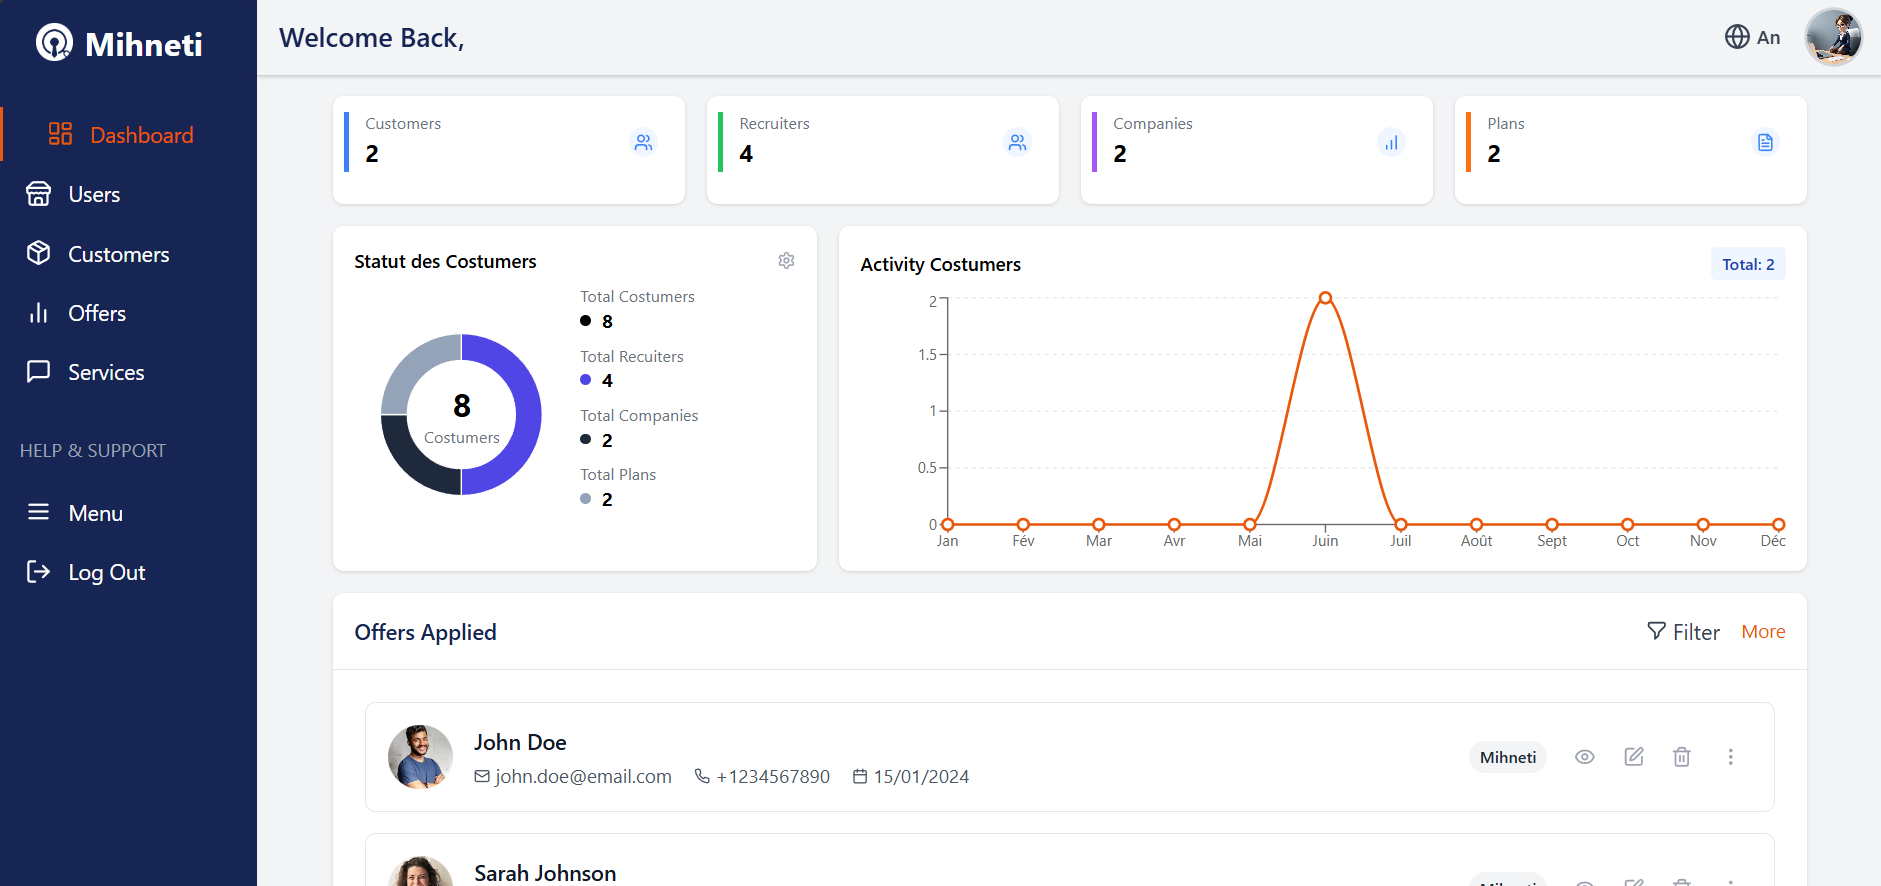 Mihneti
Dashboard
Users
Customers
Offers
Services
HELP & SUPPORT
Menu
Log Out
Welcome Back,
An
Customers
2
Recruiters
4
Companies
2
Plans
2
Statut des Costumers
8
Costumers
Total Costumers
8
Total Recuiters
4
Total Companies
2
Total Plans
2
Activity Costumers
Total: 2
2
1.5
1
0.5
0
Jan Fév Mar Avr Mai Juin Juil Août Sept Oct Nov Déc
Offers Applied
Filter More
John Doe
john.doe@email.com +1234567890 15/01/2024
Mihneti
Sarah Johnson
Mihneti